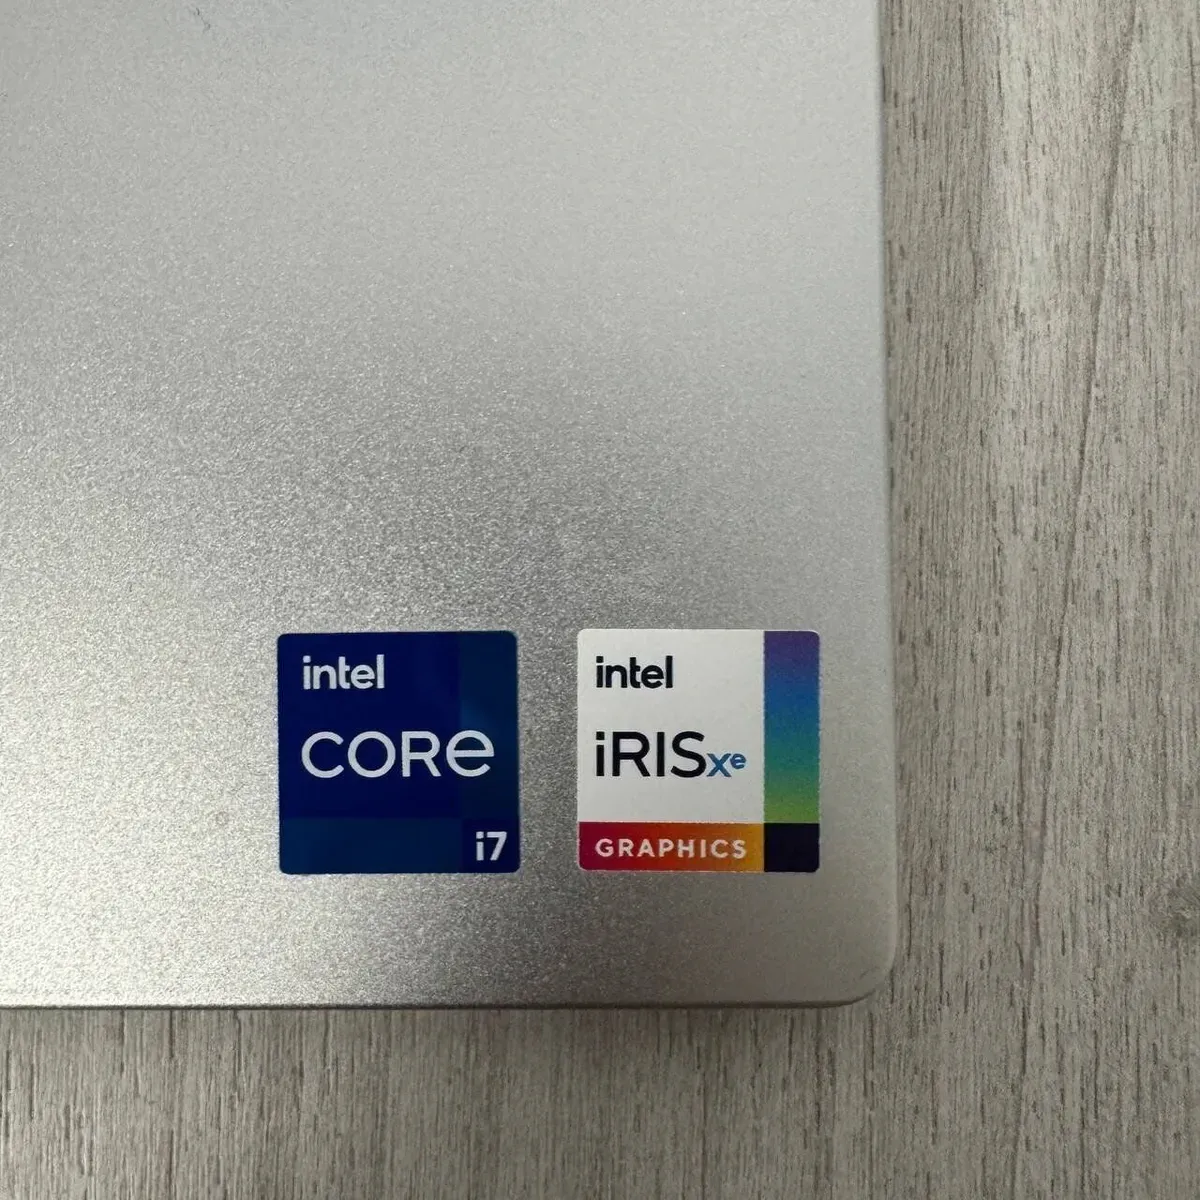 intel
CORe
i7
intel
iRISxe
GRAPHICS